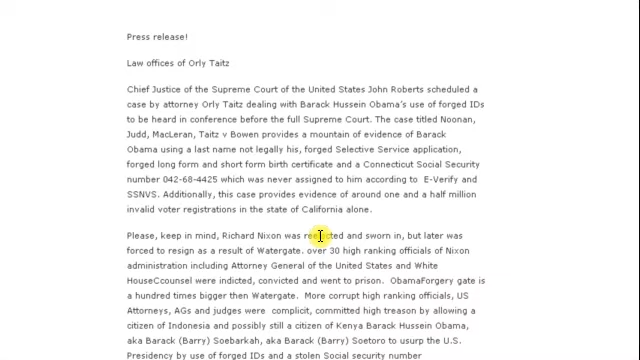 Press release!
Law offices of Orly Taitz
Chief Justice of the Supreme Court of the United States John Roberts scheduled a
case by attorney Orly Taitz dealing with Barack Hussein Obama's use of forged IDs
to be heard in conference before the full Supreme Court. The case titled Noonan,
Judd, MacLeran, Taitz v Bowen provides a mountain of evidence of Barack
Obama using a last name not legally his, forged Selective Service application,
forged long form and short form birth certificate and a Connecticut Social Security
number 042-68-4425 which was never assigned to him according to E-Verify and
SSNVS. Additionally, this case provides evidence of around one and a half million
invalid voter registrations in the state of California alone.
Please, keep in mind, Richard Nixon was reelected and sworn in, but later was
forced to resign as a result of Watergate. over 30 high ranking officials of Nixon
administration including Attorney General of the United States and White
HouseCcounsel were indicted, convicted and went to prison. ObamaForgery gate is
a hundred times bigger then Watergate. More corrupt high ranking officials, US
Attorneys, AGs and judges were complicit, committed high treason by allowing a
citizen of Indonesia and possibly still a citizen of Kenya Barack Hussein Obama,
aka Barack (Barry) Soebarkah, aka Barack (Barry) Soetoro to usurp the U.S.
Presidency by use of forged IDs and a stolen Social security number